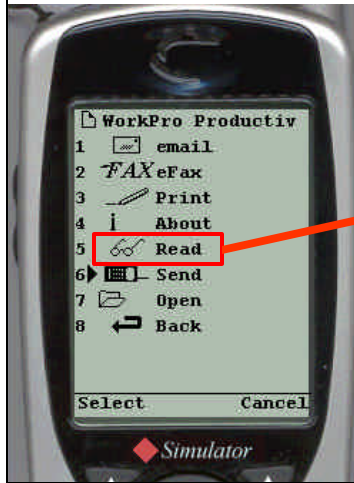 WorkPro Productiv
1 email
2 FAX eFax
3 Print
4 i About
5 Read
6 Send
7 Open
8 Back
Select Cancel
Simulator